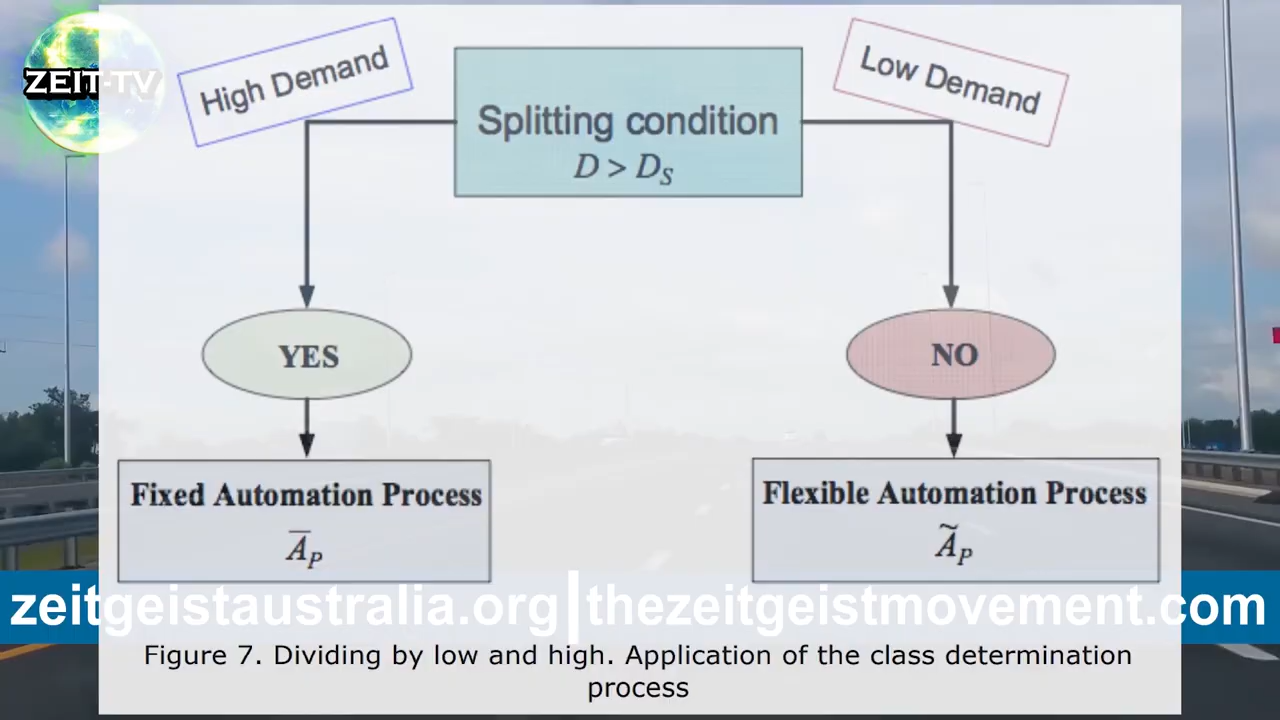 ZEIT-TV
High Demand
Splitting condition
D > D_S
Low Demand
YES
NO
Fixed Automation Process
A̅_P
Flexible Automation Process
Ã_P
zeitgeistaustralia.org|thezeitgeistmovement.com
Figure 7. Dividing by low and high. Application of the class determination
process